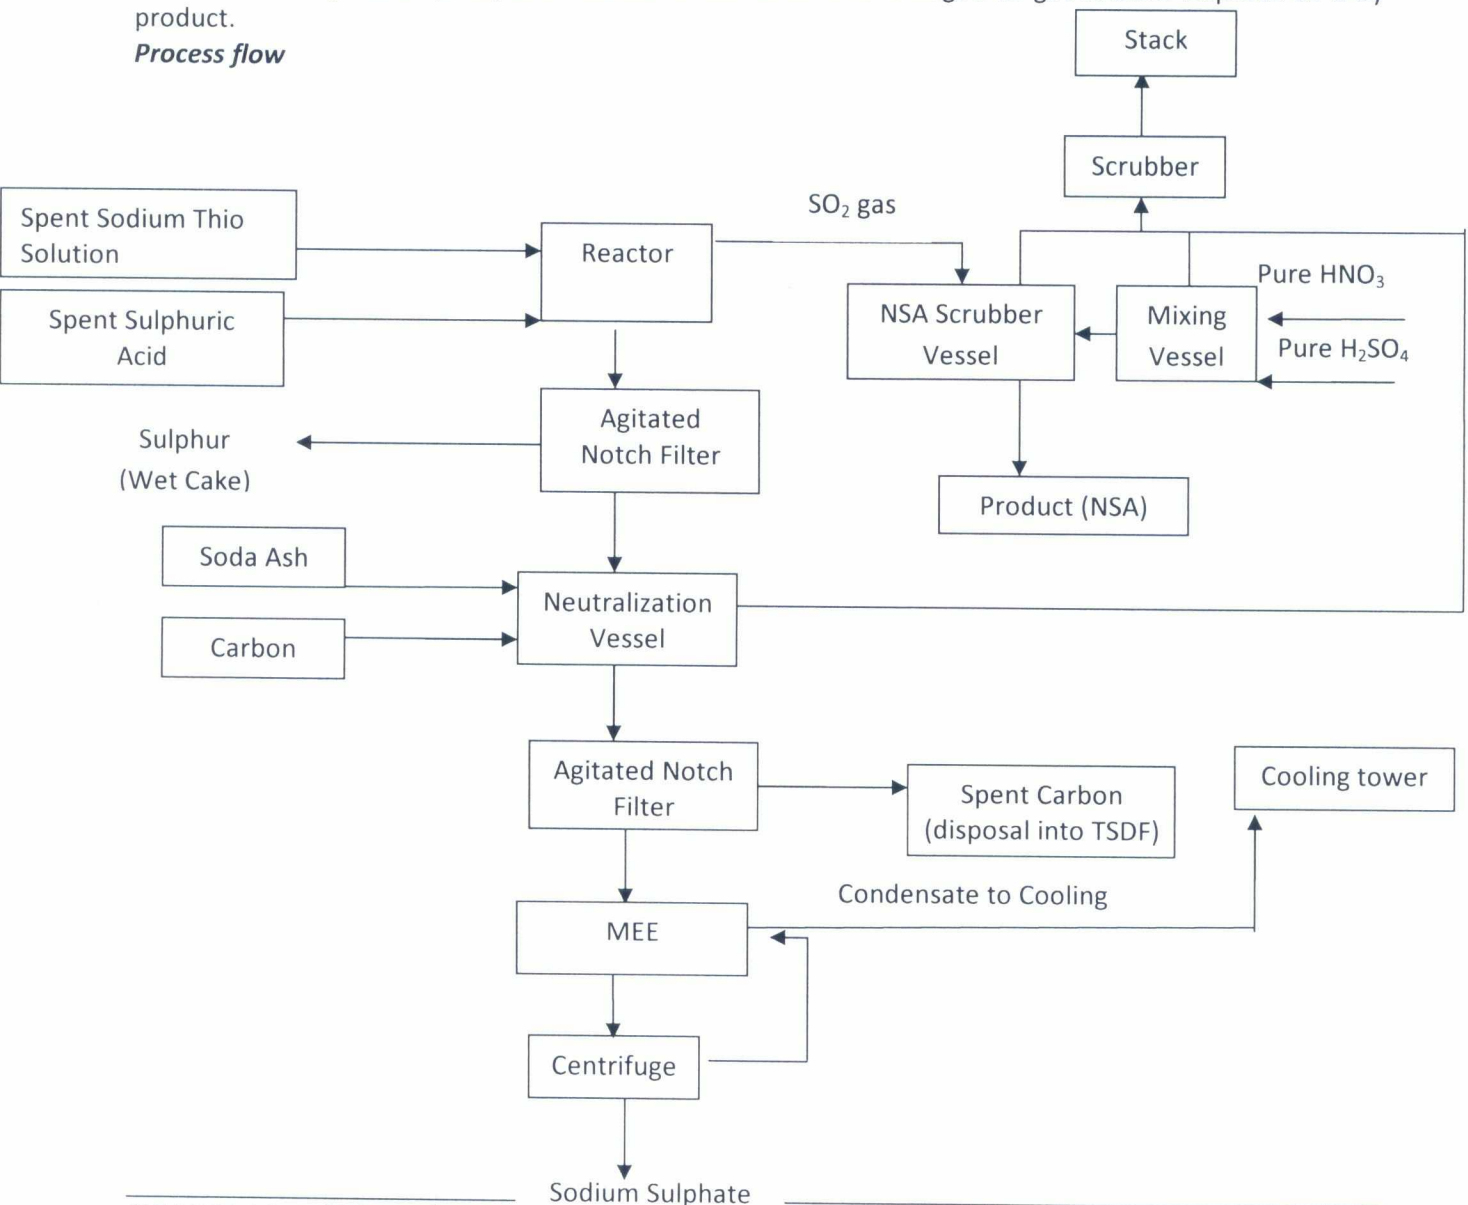 product.
Process flow
Stack
Scrubber
SO₂ gas
Spent Sodium Thio
Solution
Reactor
Pure HNO₃
Spent Sulphuric
Acid
NSA Scrubber
Vessel
Mixing
Vessel
Pure H₂SO₄
Agitated
Notch Filter
Sulphur
(Wet Cake)
Product (NSA)
Soda Ash
Neutralization
Vessel
Carbon
Agitated Notch
Filter
Spent Carbon
(disposal into TSDF)
Cooling tower
Condensate to Cooling
MEE
Centrifuge
Sodium Sulphate